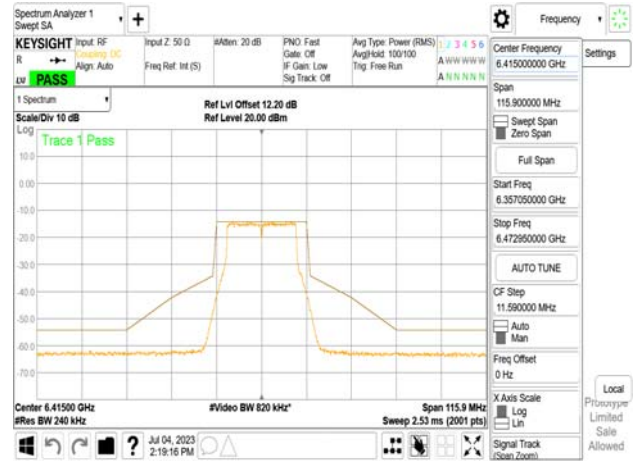 Spectrum Analyzer 1
Swept SA
+
Frequency
KEYSIGHT
R
LVI PASS
Input: RF
Coupling: DC
Align: Auto
Input Z: 50 Ω
Freq Ref: Int (S)
#Atten: 20 dB
PNO: Fast
Gate: Off
IF Gain: Low
Sig Track: Off
Avg Type: Power (RMS)
Avg|Hold: 100/100
Trig: Free Run
1 2 3 4 5 6
A W W W W W
A N N N N N
1 Spectrum
Scale/Div 10 dB
Ref Lvl Offset 12.20 dB
Ref Level 20.00 dBm
Log
Trace 1 Pass
10.0
0.00
-10.0
-20.0
-30.0
-40.0
-50.0
-60.0
-70.0
Center 6.41500 GHz
#Res BW 240 kHz
#Video BW 820 kHz*
Span 115.9 MHz
Sweep 2.53 ms (2001 pts)
?
Jul 04, 2023
2:19:16 PM
Center Frequency
6.415000000 GHz
Settings
Span
115.900000 MHz
Swept Span
Zero Span
Full Span
Start Freq
6.357050000 GHz
Stop Freq
6.472950000 GHz
AUTO TUNE
CF Step
11.590000 MHz
Auto
Man
Freq Offset
0 Hz
X Axis Scale
Log
Lin
Signal Track
(Span Zoom)
Local
Prototype
Limited
Sale
Allowed